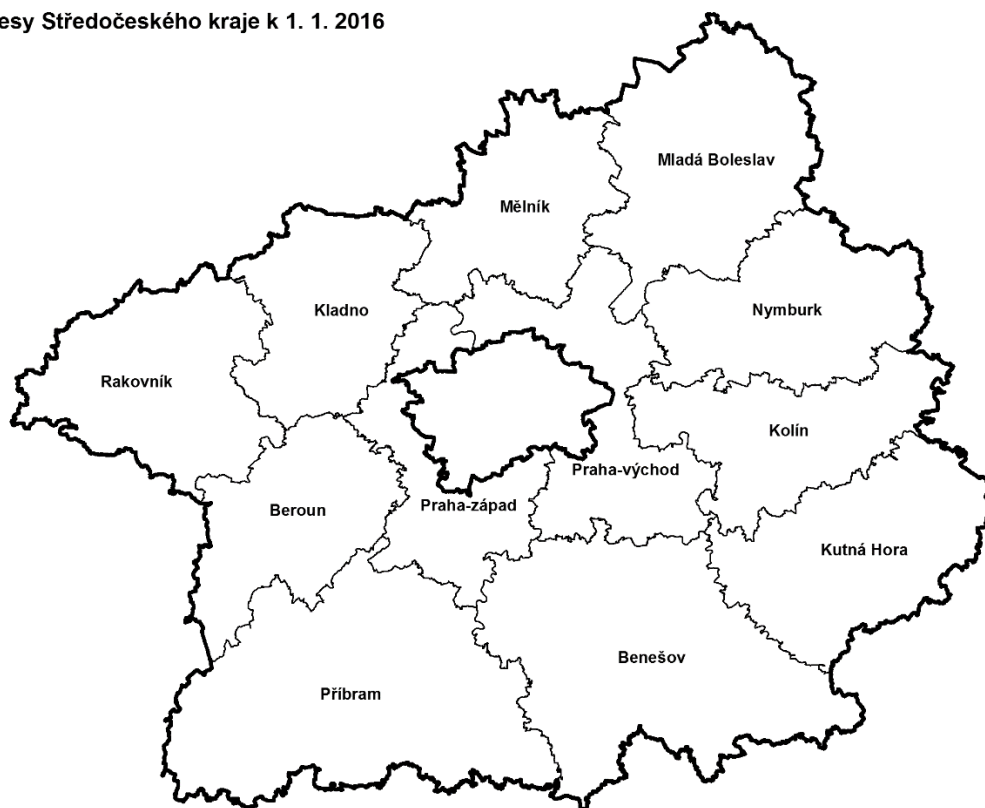 esy Středočeského kraje k 1. 1. 2016
Mladá Boleslav
Mělník
Kladno
Nymburk
Rakovník
Kolín
Praha-východ
Praha-západ
Beroun
Kutná Hora
Benešov
Příbram